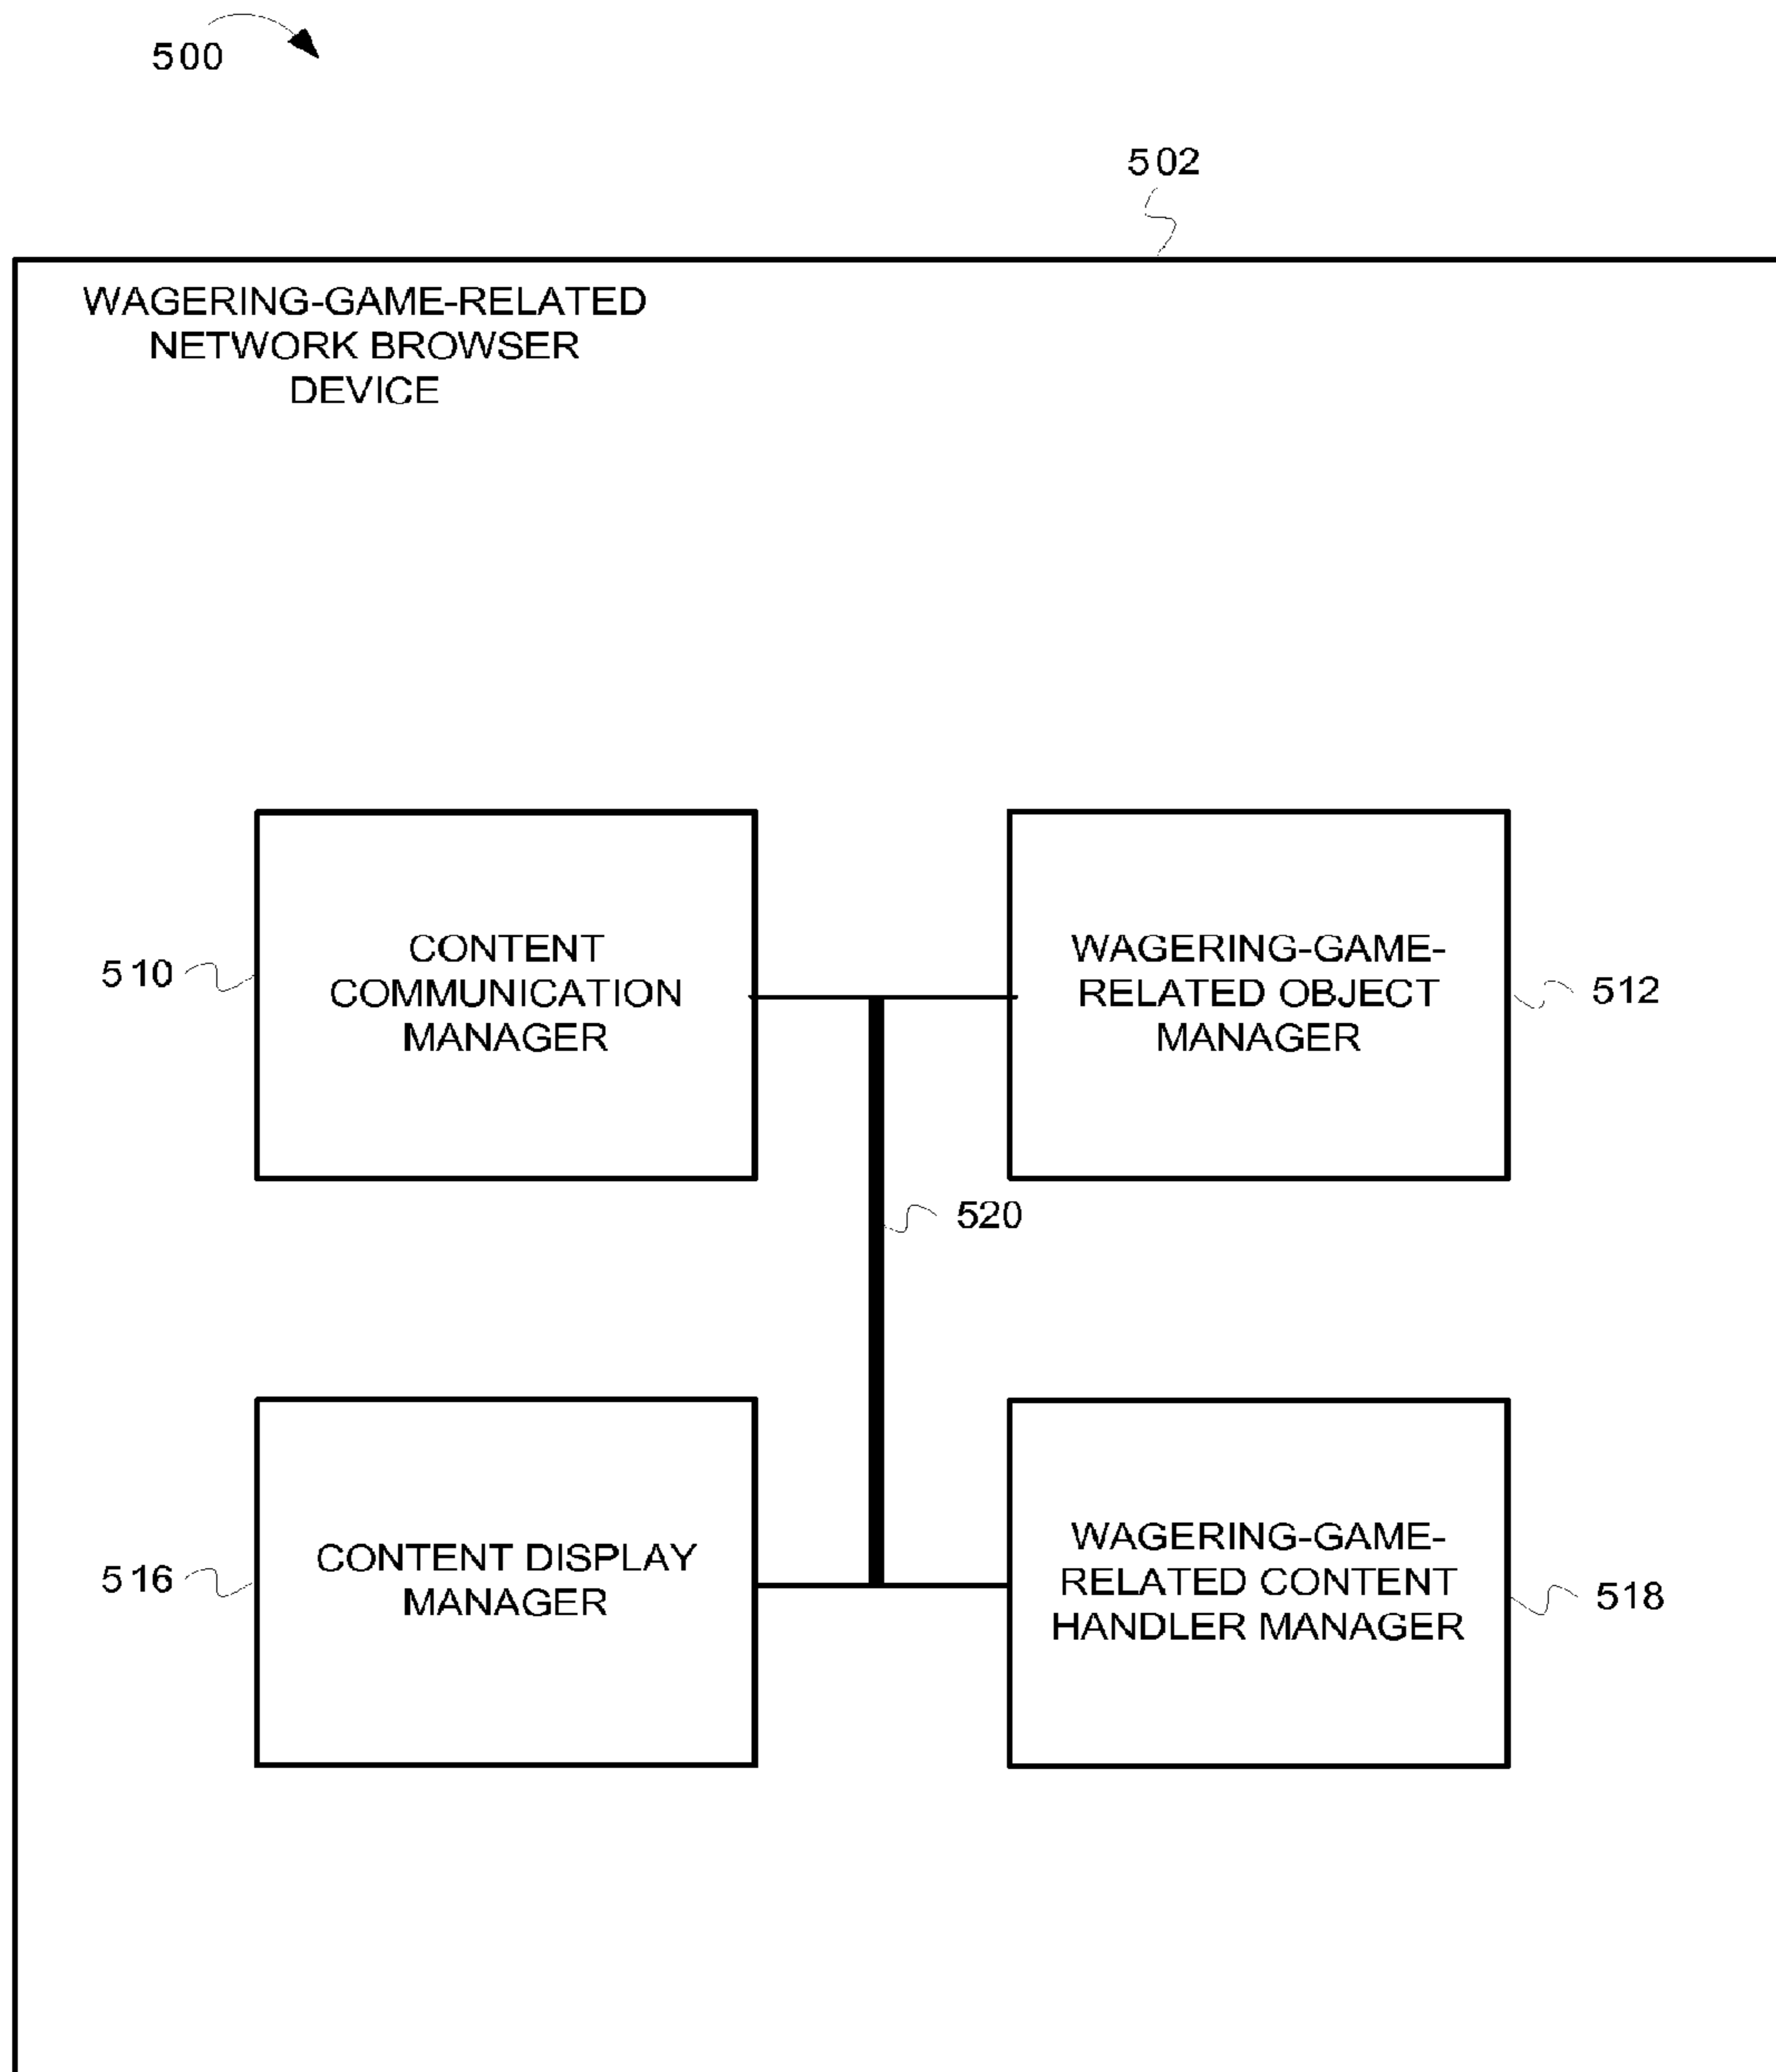 500
502
WAGERING-GAME-RELATED
NETWORK BROWSER
DEVICE
CONTENT
COMMUNICATION
MANAGER
510
WAGERING-GAME-
RELATED OBJECT
MANAGER
512
520
CONTENT DISPLAY
MANAGER
516
WAGERING-GAME-
RELATED CONTENT
HANDLER MANAGER
518